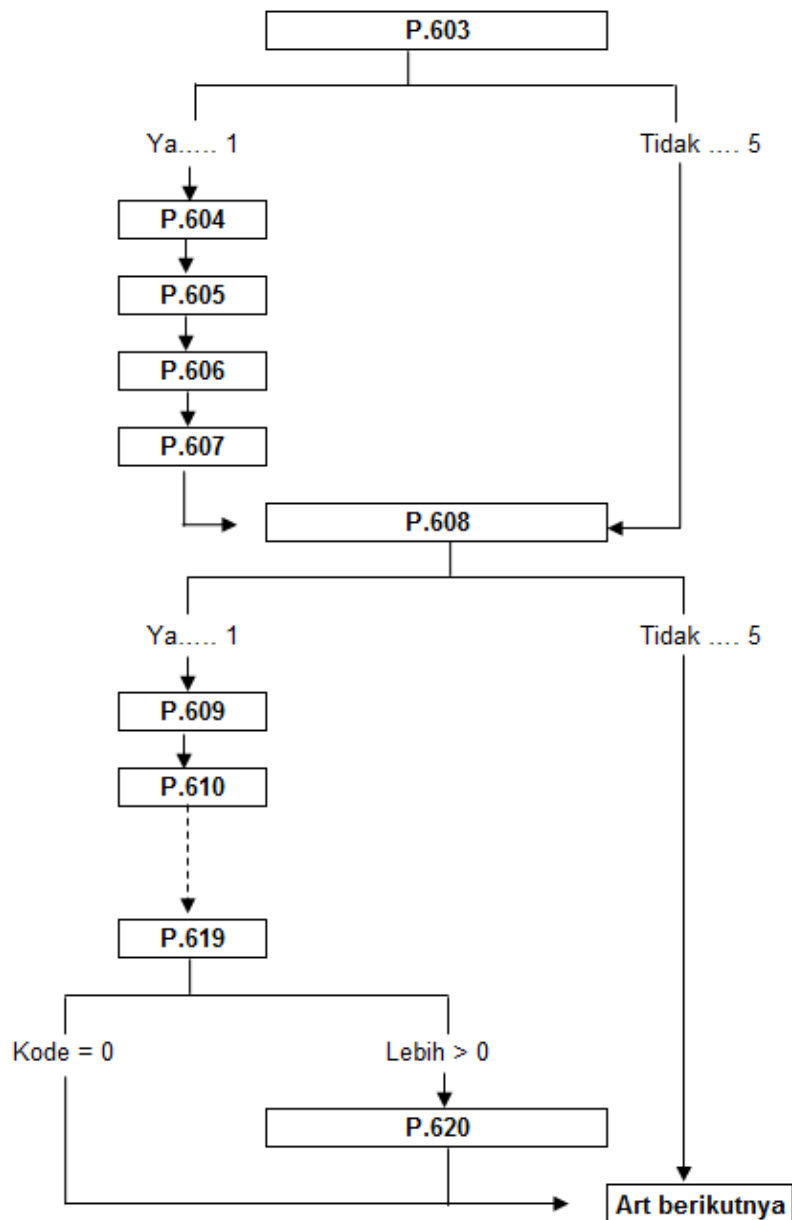 P.603
Ya..... 1
Tidak .... 5
P.604
P.605
P.606
P.607
P.608
Ya..... 1
Tidak .... 5
P.609
P.610
P.619
Kode = 0
Lebih > 0
P.620
Art berikutnya